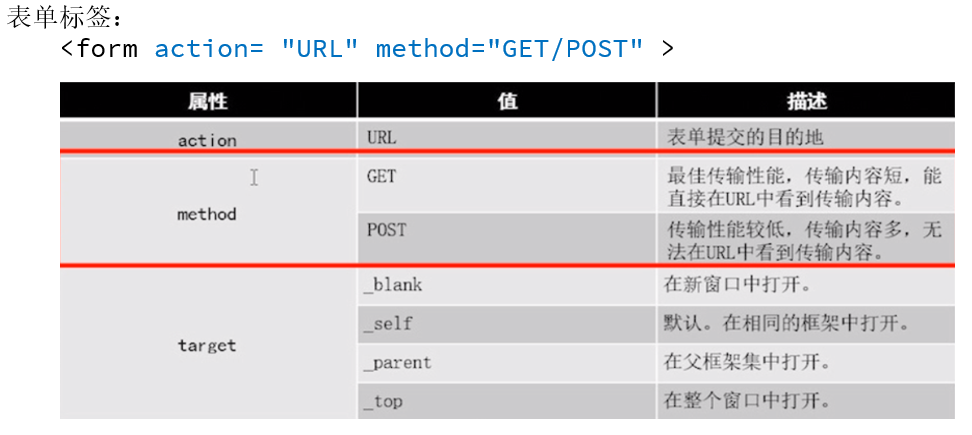 表单标签：
<form action= "URL" method="GET/POST" >
属性 值 描述
action URL 表单提交的目的地
method GET 最佳传输性能，传输内容短，能
直接在URL中看到传输内容。
POST 传输性能较低，传输内容多，无
法在URL中看到传输内容。
target _blank 在新窗口中打开。
_self 默认。在相同的框架中打开。
_parent 在父框架集中打开。
_top 在整个窗口中打开。